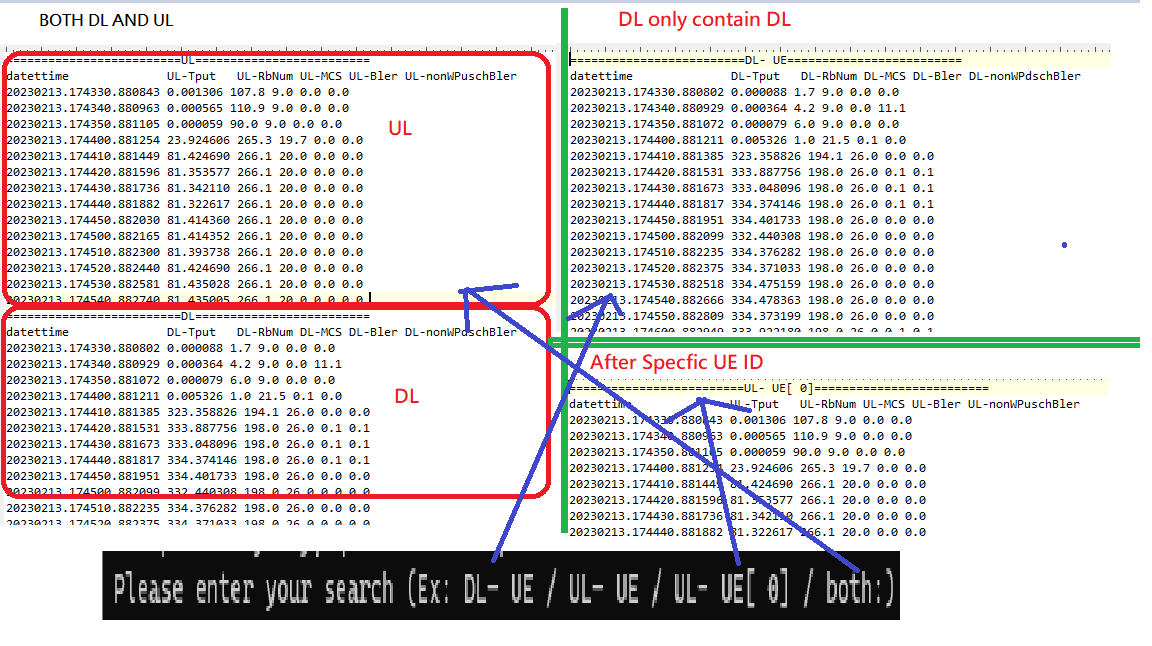 BOTH DL AND UL
==========================UL=========================
datettime UL-Tput UL-RbNum UL-MCS UL-Bler UL-nonWPuschBler
20230213.174330.880843 0.001306 107.8 9.0 0.0 0.0
20230213.174340.880963 0.000565 110.9 9.0 0.0 0.0
20230213.174350.881105 0.000059 90.0 9.0 0.0 0.0
20230213.174400.881254 23.924606 265.3 19.7 0.0 0.0
20230213.174410.881449 81.424690 266.1 20.0 0.0 0.0
20230213.174420.881596 81.353577 266.1 20.0 0.0 0.0
20230213.174430.881736 81.342110 266.1 20.0 0.0 0.0
20230213.174440.881882 81.322617 266.1 20.0 0.0 0.0
20230213.174450.882030 81.414360 266.1 20.0 0.0 0.0
20230213.174500.882165 81.414352 266.1 20.0 0.0 0.0
20230213.174510.882300 81.393738 266.1 20.0 0.0 0.0
20230213.174520.882440 81.424690 266.1 20.0 0.0 0.0
20230213.174530.882581 81.435028 266.1 20.0 0.0 0.0
20230213.174540.882740 81.435005 266.1 20.0 0.0 0.0
UL
==========================DL=========================
datettime DL-Tput DL-RbNum DL-MCS DL-Bler DL-nonWPdschBler
20230213.174330.880802 0.000088 1.7 9.0 0.0 0.0
20230213.174340.880929 0.000364 4.2 9.0 0.0 11.1
20230213.174350.881072 0.000079 6.0 9.0 0.0 0.0
20230213.174400.881211 0.005326 1.0 21.5 0.1 0.0
20230213.174410.881385 323.358826 194.1 26.0 0.0 0.0
20230213.174420.881531 333.887756 198.0 26.0 0.1 0.1
20230213.174430.881673 333.048096 198.0 26.0 0.1 0.1
20230213.174440.881817 334.374146 198.0 26.0 0.1 0.1
20230213.174450.881951 334.401733 198.0 26.0 0.0 0.0
20230213.174500.882099 332.440308 198.0 26.0 0.0 0.0
20230213.174510.882235 334.376282 198.0 26.0 0.0 0.0
20230213.174520.882375 334.371033 198.0 26.0 0.0 0.0
DL
DL only contain DL
=========================DL- UE=========================
datettime DL-Tput DL-RbNum DL-MCS DL-Bler DL-nonWPdschBler
20230213.174330.880802 0.000088 1.7 9.0 0.0 0.0
20230213.174340.880929 0.000364 4.2 9.0 0.0 11.1
20230213.174350.881072 0.000079 6.0 9.0 0.0 0.0
20230213.174400.881211 0.005326 1.0 21.5 0.1 0.0
20230213.174410.881385 323.358826 194.1 26.0 0.0 0.0
20230213.174420.881531 333.887756 198.0 26.0 0.1 0.1
20230213.174430.881673 333.048096 198.0 26.0 0.1 0.1
20230213.174440.881817 334.374146 198.0 26.0 0.1 0.1
20230213.174450.881951 334.401733 198.0 26.0 0.0 0.0
20230213.174500.882099 332.440308 198.0 26.0 0.0 0.0
20230213.174510.882235 334.376282 198.0 26.0 0.0 0.0
20230213.174520.882375 334.371033 198.0 26.0 0.0 0.0
20230213.174530.882518 334.475159 198.0 26.0 0.0 0.0
20230213.174540.882666 334.478363 198.0 26.0 0.0 0.0
20230213.174550.882809 334.373199 198.0 26.0 0.0 0.0
20230213.174600.882949 333.922180 198.0 26.0 0.1 0.1
After Specfic UE ID
=========================UL- UE[ 0]=========================
datettime UL-Tput UL-RbNum UL-MCS UL-Bler UL-nonWPuschBler
20230213.174330.880843 0.001306 107.8 9.0 0.0 0.0
20230213.174340.880963 0.000565 110.9 9.0 0.0 0.0
20230213.174350.881105 0.000059 90.0 9.0 0.0 0.0
20230213.174400.881254 23.924606 265.3 19.7 0.0 0.0
20230213.174410.881449 81.424690 266.1 20.0 0.0 0.0
20230213.174420.881596 81.353577 266.1 20.0 0.0 0.0
20230213.174430.881736 81.342110 266.1 20.0 0.0 0.0
20230213.174440.881882 81.322617 266.1 20.0 0.0 0.0
Please enter your search (Ex: DL- UE / UL- UE / UL- UE[ 0] / both:)